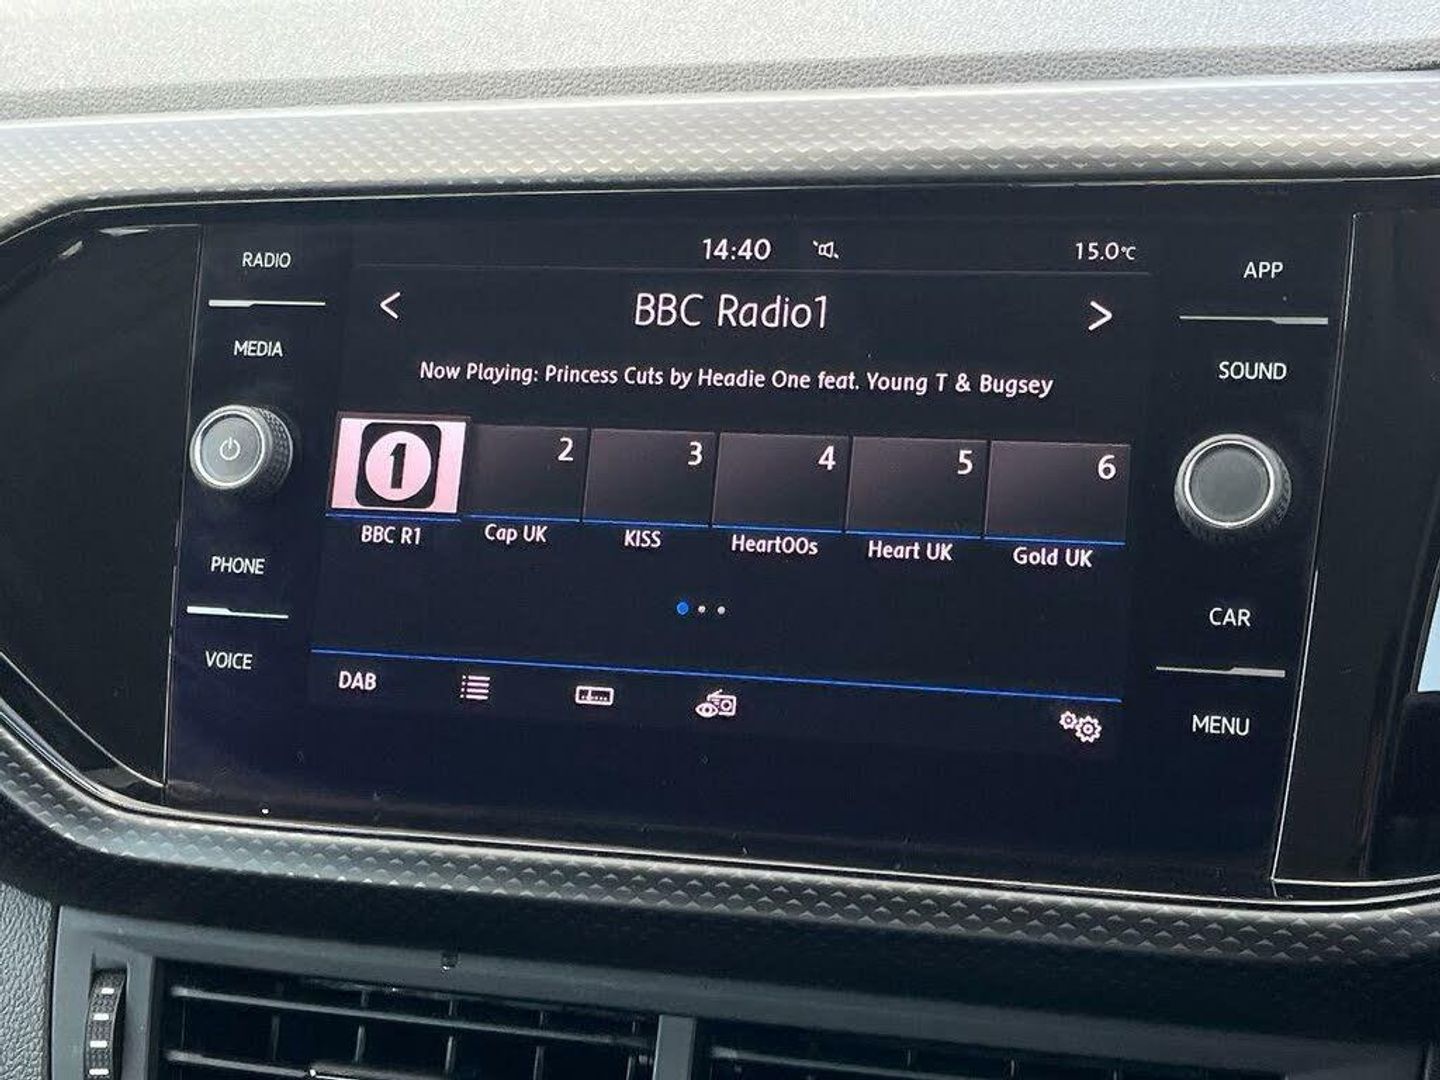 RADIO
14:40
15.0°C
APP
MEDIA
BBC Radio1
SOUND
Now Playing: Princess Cuts by Headie One feat. Young T & Bugsey
1
2
3
4
5
6
BBC R1
Cap UK
KISS
Heart00s
Heart UK
Gold UK
PHONE
CAR
VOICE
DAB
MENU